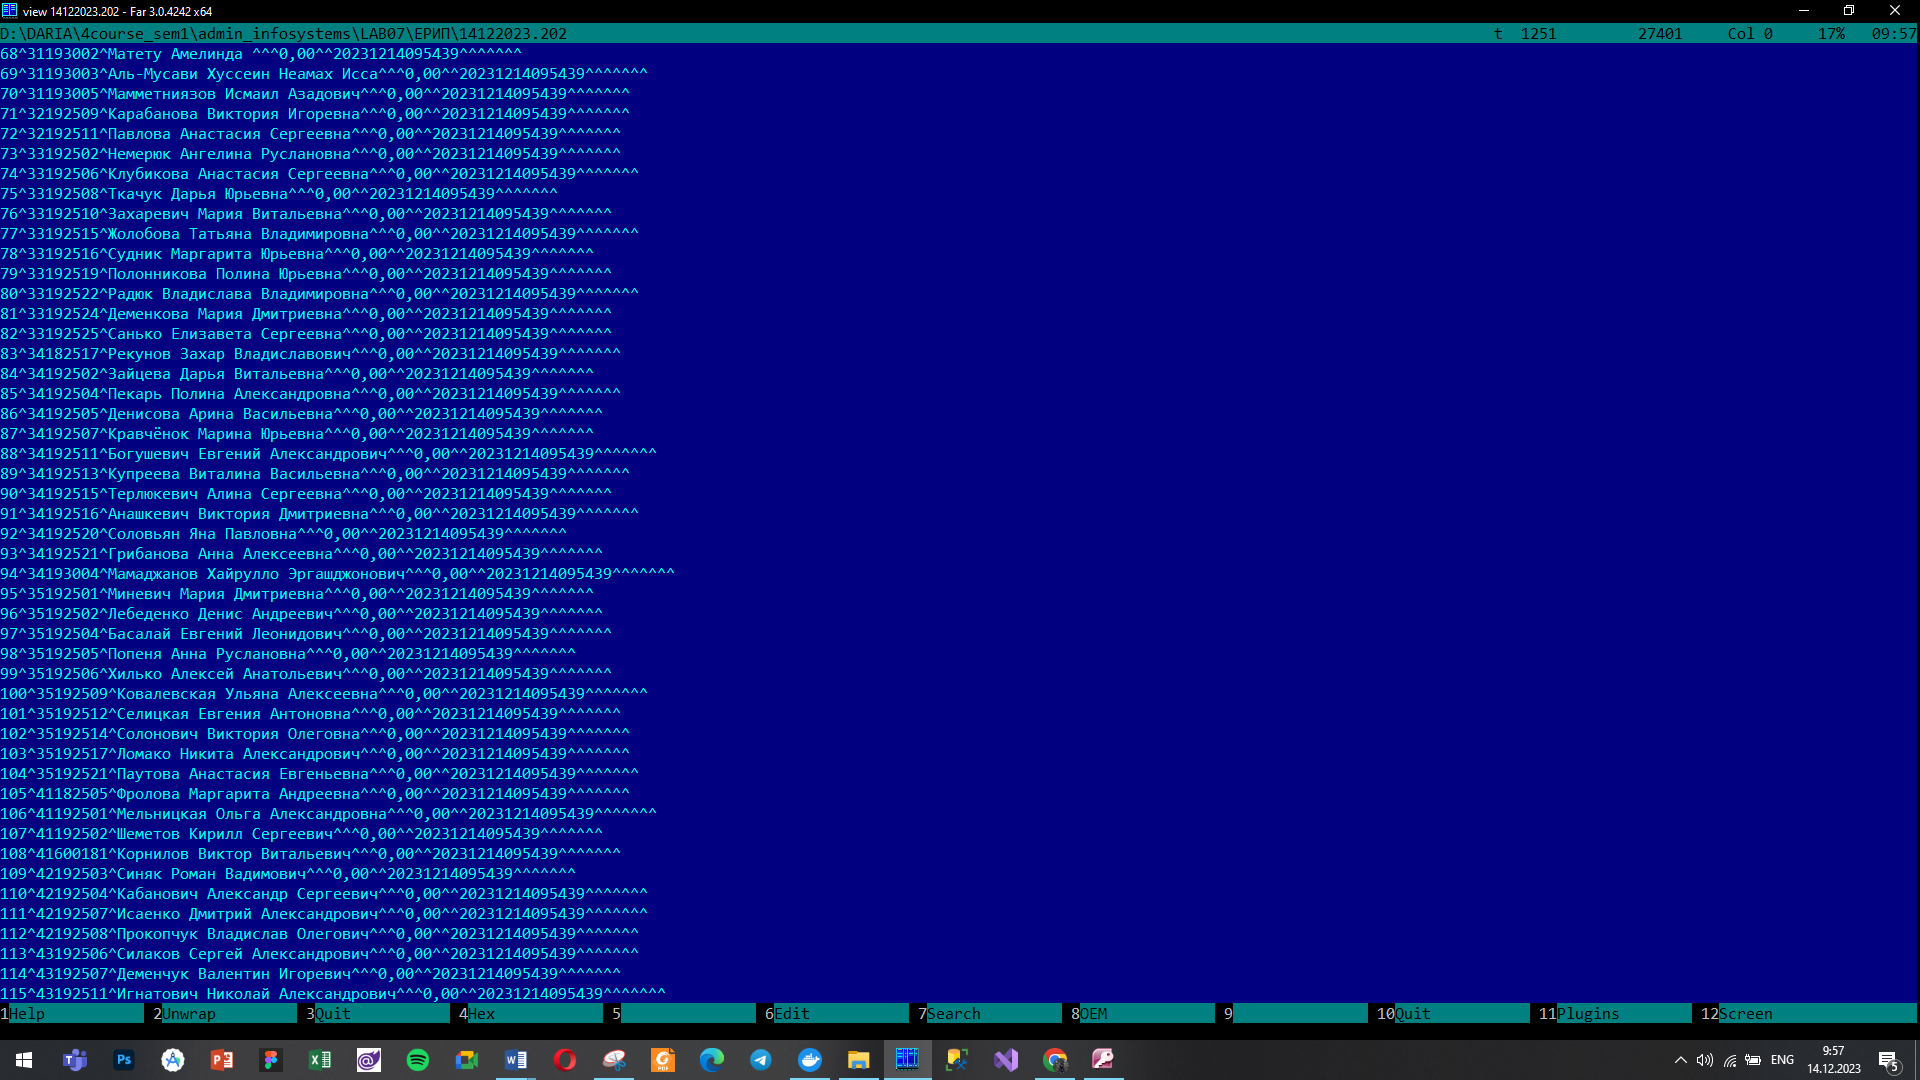 view 14122023.202 - Far 3.0.4242 x64
D:\DARIA\4course_sem1\admin_infosystems\LAB07\ЕРИП\14122023.202 t 1251 27401 Col 0 17% 09:57
68^31193002^Матету Амелинда ^^^0,00^^20231214095439^^^^^^^
69^31193003^Аль-Мусави Хуссеин Неамах Исса^^^0,00^^20231214095439^^^^^^^
70^31193005^Мамметниязов Исмаил Азадович^^^0,00^^20231214095439^^^^^^^
71^32192509^Карабанова Виктория Игоревна^^^0,00^^20231214095439^^^^^^^
72^32192511^Павлова Анастасия Сергеевна^^^0,00^^20231214095439^^^^^^^
73^33192502^Немерюк Ангелина Руслановна^^^0,00^^20231214095439^^^^^^^
74^33192506^Клубикова Анастасия Сергеевна^^^0,00^^20231214095439^^^^^^^
75^33192508^Ткачук Дарья Юрьевна^^^0,00^^20231214095439^^^^^^^
76^33192510^Захаревич Мария Витальевна^^^0,00^^20231214095439^^^^^^^
77^33192515^Жолобова Татьяна Владимировна^^^0,00^^20231214095439^^^^^^^
78^33192516^Судник Маргарита Юрьевна^^^0,00^^20231214095439^^^^^^^
79^33192519^Полонникова Полина Юрьевна^^^0,00^^20231214095439^^^^^^^
80^33192522^Радюк Владислава Владимировна^^^0,00^^20231214095439^^^^^^^
81^33192524^Деменкова Мария Дмитриевна^^^0,00^^20231214095439^^^^^^^
82^33192525^Санько Елизавета Сергеевна^^^0,00^^20231214095439^^^^^^^
83^34182517^Рекунов Захар Владиславович^^^0,00^^20231214095439^^^^^^^
84^34192502^Зайцева Дарья Витальевна^^^0,00^^20231214095439^^^^^^^
85^34192504^Пекарь Полина Александровна^^^0,00^^20231214095439^^^^^^^
86^34192505^Денисова Арина Васильевна^^^0,00^^20231214095439^^^^^^^
87^34192507^Кравчёнок Марина Юрьевна^^^0,00^^20231214095439^^^^^^^
88^34192511^Богушевич Евгений Александрович^^^0,00^^20231214095439^^^^^^^
89^34192513^Купреева Виталина Васильевна^^^0,00^^20231214095439^^^^^^^
90^34192515^Терлюкевич Алина Сергеевна^^^0,00^^20231214095439^^^^^^^
91^34192516^Анашкевич Виктория Дмитриевна^^^0,00^^20231214095439^^^^^^^
92^34192520^Соловьян Яна Павловна^^^0,00^^20231214095439^^^^^^^
93^34192521^Грибанова Анна Алексеевна^^^0,00^^20231214095439^^^^^^^
94^34193004^Мамаджанов Хайрулло Эргашджонович^^^0,00^^20231214095439^^^^^^^
95^35192501^Миневич Мария Дмитриевна^^^0,00^^20231214095439^^^^^^^
96^35192502^Лебеденко Денис Андреевич^^^0,00^^20231214095439^^^^^^^
97^35192504^Басалай Евгений Леонидович^^^0,00^^20231214095439^^^^^^^
98^35192505^Попеня Анна Руслановна^^^0,00^^20231214095439^^^^^^^
99^35192506^Хилько Алексей Анатольевич^^^0,00^^20231214095439^^^^^^^
100^35192509^Ковалевская Ульяна Алексеевна^^^0,00^^20231214095439^^^^^^^
101^35192512^Селицкая Евгения Антоновна^^^0,00^^20231214095439^^^^^^^
102^35192514^Солонович Виктория Олеговна^^^0,00^^20231214095439^^^^^^^
103^35192517^Ломако Никита Александрович^^^0,00^^20231214095439^^^^^^^
104^35192521^Паутова Анастасия Евгеньевна^^^0,00^^20231214095439^^^^^^^
105^41182505^Фролова Маргарита Андреевна^^^0,00^^20231214095439^^^^^^^
106^41192501^Мельницкая Ольга Александровна^^^0,00^^20231214095439^^^^^^^
107^41192502^Шеметов Кирилл Сергеевич^^^0,00^^20231214095439^^^^^^^
108^41600181^Корнилов Виктор Витальевич^^^0,00^^20231214095439^^^^^^^
109^42192503^Синяк Роман Вадимович^^^0,00^^20231214095439^^^^^^^
110^42192504^Кабанович Александр Сергеевич^^^0,00^^20231214095439^^^^^^^
111^42192507^Исаенко Дмитрий Александрович^^^0,00^^20231214095439^^^^^^^
112^42192508^Прокопчук Владислав Олегович^^^0,00^^20231214095439^^^^^^^
113^43192506^Силаков Сергей Александрович^^^0,00^^20231214095439^^^^^^^
114^43192507^Деменчук Валентин Игоревич^^^0,00^^20231214095439^^^^^^^
115^43192511^Игнатович Николай Александрович^^^0,00^^20231214095439^^^^^^^
1Help 2Unwrap 3Quit 4Hex 5 6Edit 7Search 8OEM 9 10Quit 11Plugins 12Screen
ENG 9:57
14.12.2023 5